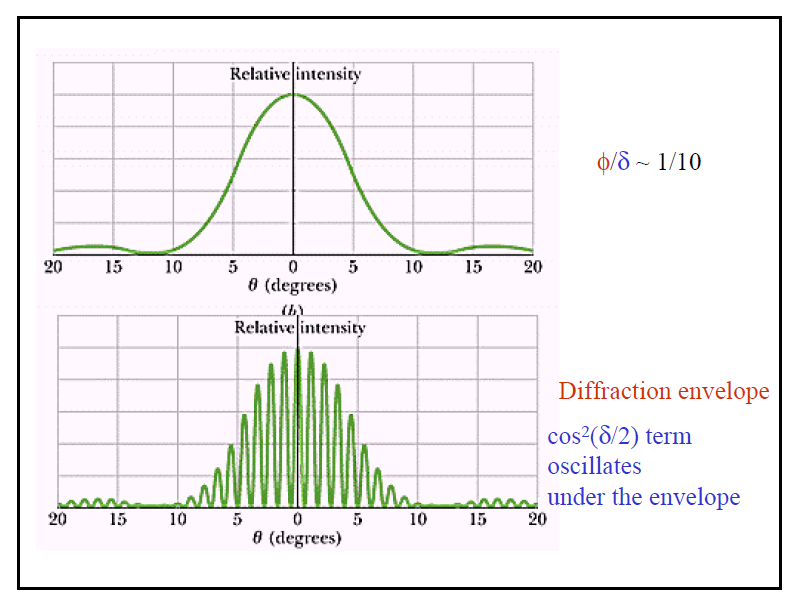 Relative intensity
ϕ/δ ~ 1/10
20 15 10 5 0 5 10 15 20
θ (degrees)
(b)
Relative intensity
Diffraction envelope
cos²(δ/2) term
oscillates
under the envelope
20 15 10 5 0 5 10 15 20
θ (degrees)